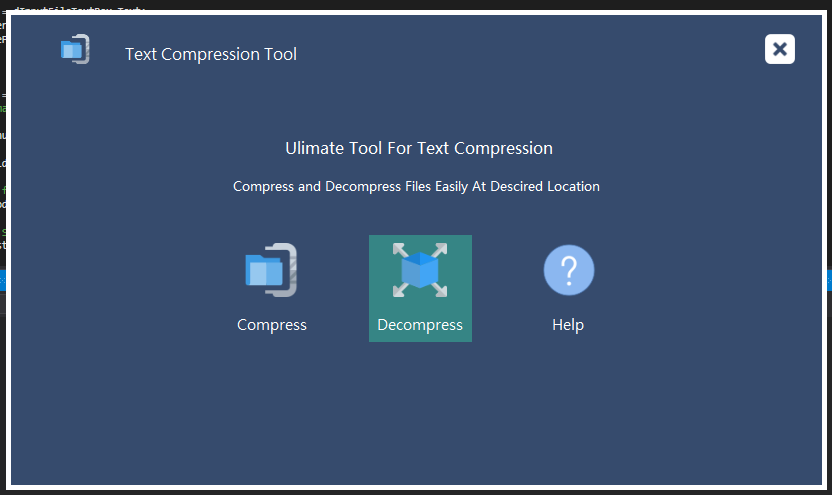 Text Compression Tool
Ulimate Tool For Text Compression
Compress and Decompress Files Easily At Descired Location
Compress
Decompress
Help
?